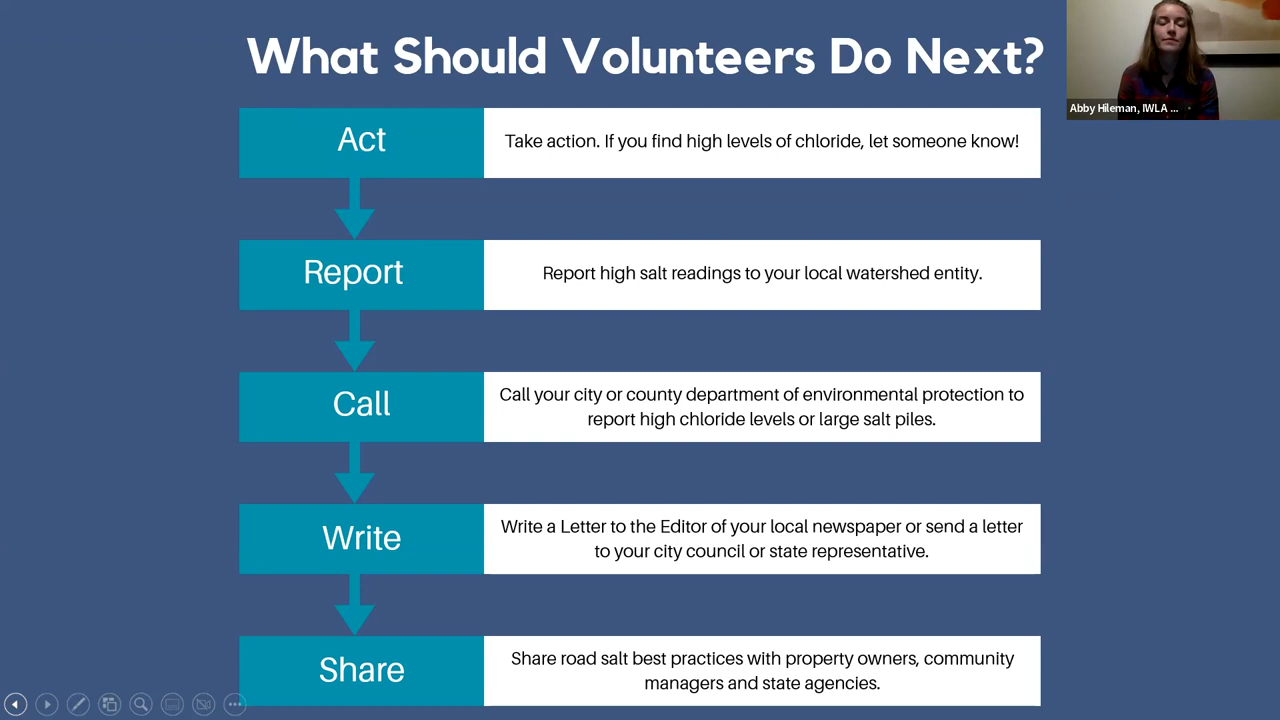 What Should Volunteers Do Next?
Abby Hileman, IWLA ...
Act
Take action. If you find high levels of chloride, let someone know!
Report
Report high salt readings to your local watershed entity.
Call
Call your city or county department of environmental protection to
report high chloride levels or large salt piles.
Write
Write a Letter to the Editor of your local newspaper or send a letter
to your city council or state representative.
Share
Share road salt best practices with property owners, community
managers and state agencies.